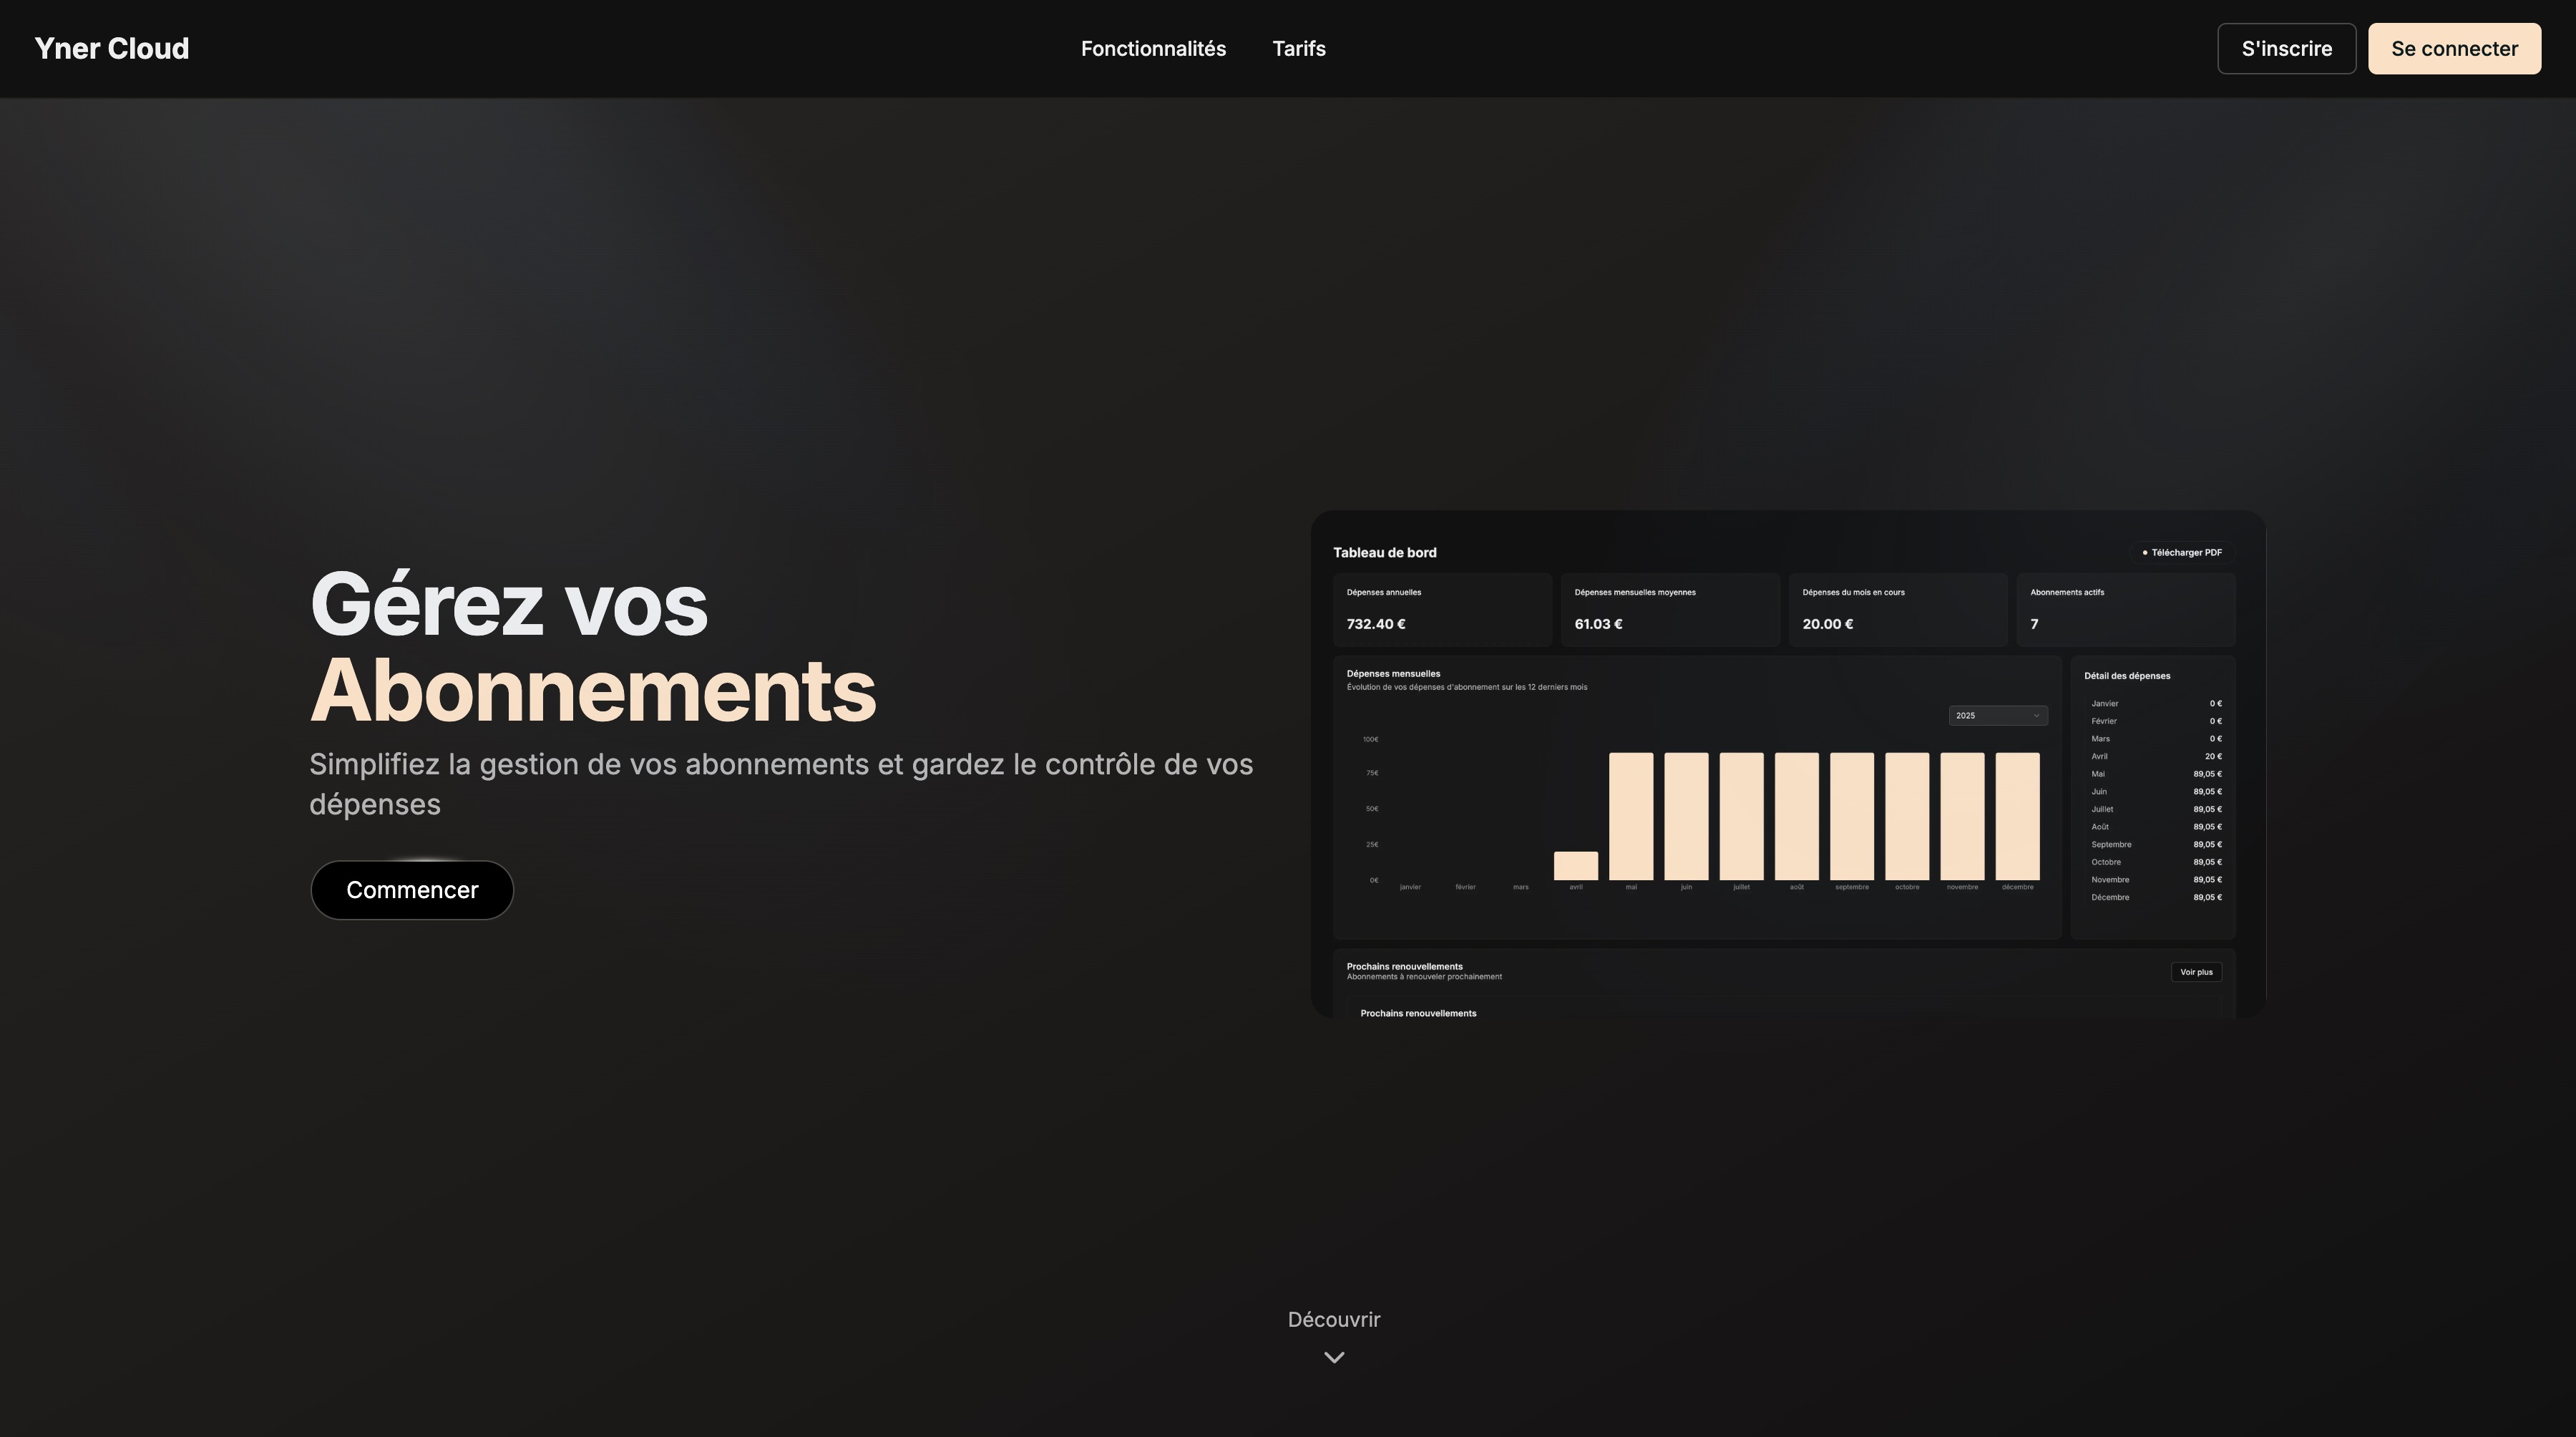 Yner Cloud
Fonctionnalités
Tarifs
S'inscrire
Se connecter
Gérez vos
Abonnements
Simplifiez la gestion de vos abonnements et gardez le contrôle de vos
dépenses
Commencer
Tableau de bord
Télécharger PDF
Dépenses annuelles
732.40 €
Dépenses mensuelles moyennes
61.03 €
Dépenses du mois en cours
20.00 €
Abonnements actifs
7
Dépenses mensuelles
Évolution de vos dépenses d'abonnement sur les 12 derniers mois
2025
100€
75€
50€
25€
0€
janvier
février
mars
avril
mai
juin
juillet
août
septembre
octobre
novembre
décembre
Détail des dépenses
Janvier 0 €
Février 0 €
Mars 0 €
Avril 20 €
Mai 89,05 €
Juin 89,05 €
Juillet 89,05 €
Août 89,05 €
Septembre 89,05 €
Octobre 89,05 €
Novembre 89,05 €
Décembre 89,05 €
Prochains renouvellements
Abonnements à renouveler prochainement
Voir plus
Prochains renouvellements
Découvrir